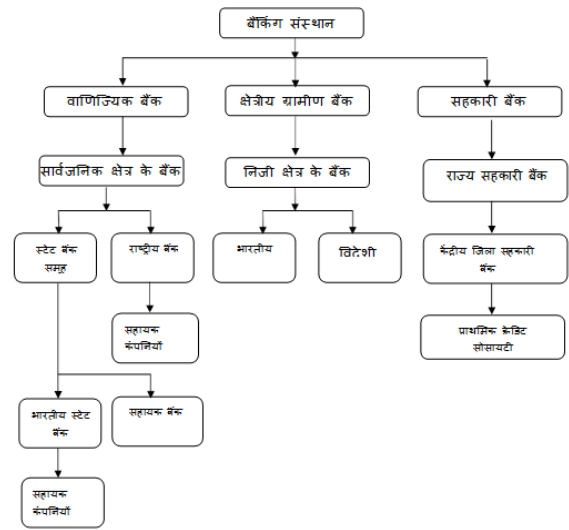 बैंकिंग संस्थान
वाणिज्यिक बैंक
क्षेत्रीय ग्रामीण बैंक
सहकारी बैंक
सार्वजनिक क्षेत्र के बैंक
निजी क्षेत्र के बैंक
राज्य सहकारी बैंक
स्टेट बैंक
समूह
राष्ट्रीय बैंक
भारतीय
विटेशी
केंद्रीय जिला सहकारी
बैंक
सहायक
कंपनियों
प्राथमिक क्रेडिट
सोसायटी
भारतीय स्टेट
बैंक
सहायक बैंक
सहायक
कंपनियों